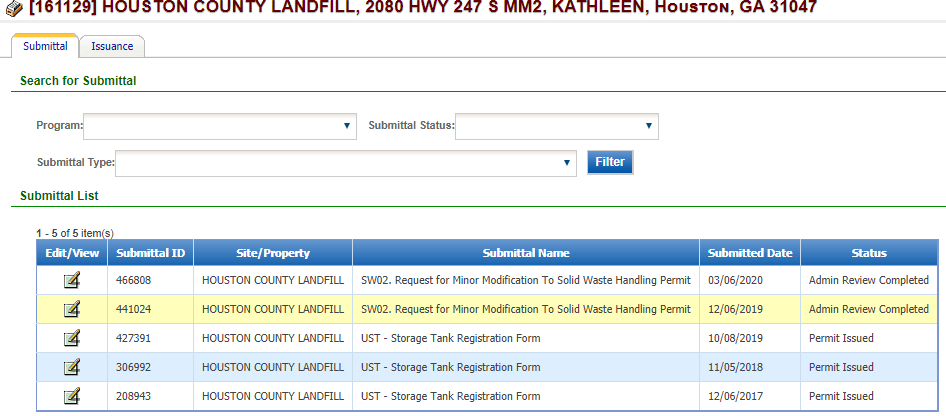 [161129] HOUSTON COUNTY LANDFILL, 2080 HWY 247 S MM2, KATHLEEN, HOUSTON, GA 31047
Submittal Issuance
Search for Submittal
Program: Submittal Status:
Submittal Type: Filter
Submittal List
1 - 5 of 5 item(s)
Edit/View Submittal ID Site/Property Submittal Name Submitted Date Status
466808 HOUSTON COUNTY LANDFILL SW02. Request for Minor Modification To Solid Waste Handling Permit 03/06/2020 Admin Review Completed
441024 HOUSTON COUNTY LANDFILL SW02. Request for Minor Modification To Solid Waste Handling Permit 12/06/2019 Admin Review Completed
427391 HOUSTON COUNTY LANDFILL UST - Storage Tank Registration Form 10/08/2019 Permit Issued
306992 HOUSTON COUNTY LANDFILL UST - Storage Tank Registration Form 11/05/2018 Permit Issued
208943 HOUSTON COUNTY LANDFILL UST - Storage Tank Registration Form 12/06/2017 Permit Issued